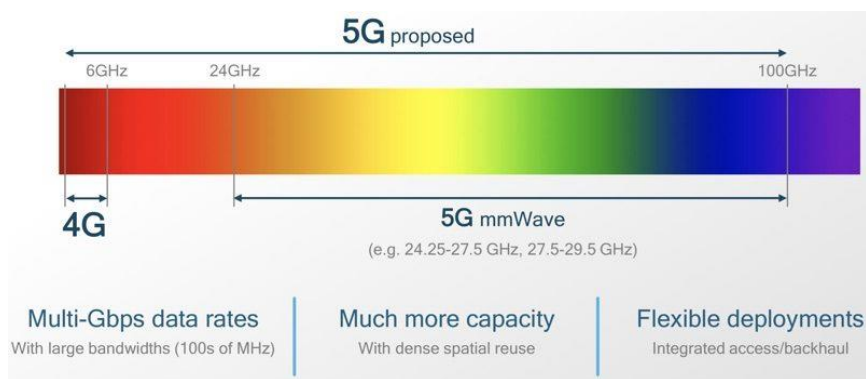 5G proposed
6GHz 24GHz 100GHz
4G
5G mmWave
(e.g. 24.25-27.5 GHz, 27.5-29.5 GHz)
Multi-Gbps data rates
With large bandwidths (100s of MHz)
Much more capacity
With dense spatial reuse
Flexible deployments
Integrated access/backhaul